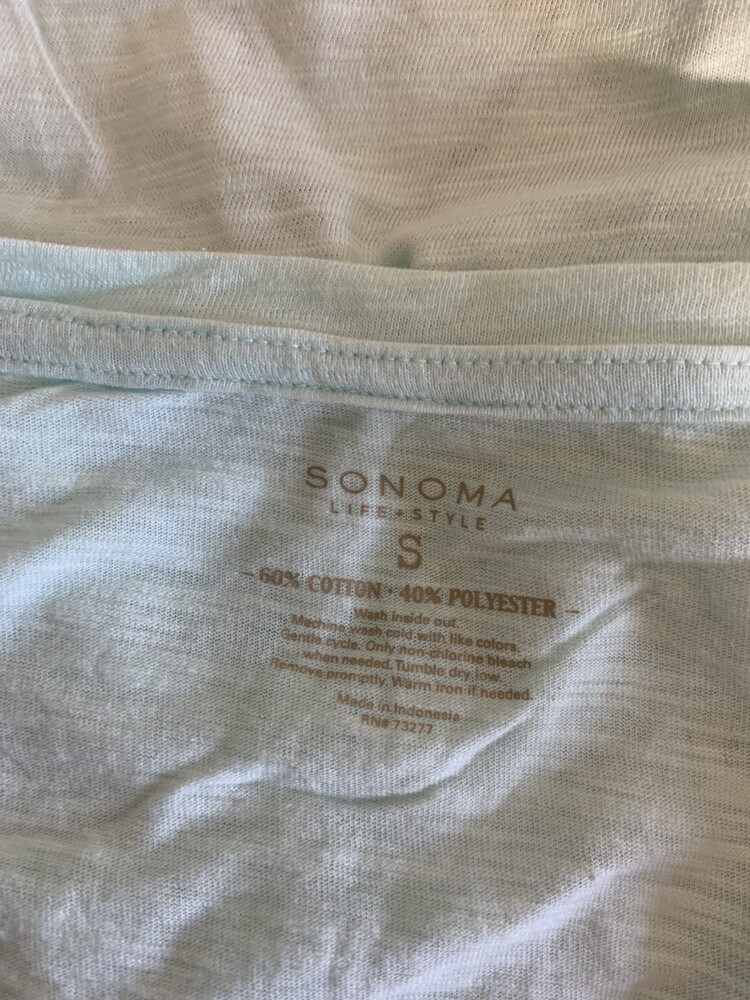 SONOMA
LIFE + STYLE
S
- 60% COTTON · 40% POLYESTER -
Wash inside out.
Machine wash cold with like colors.
Gentle cycle. Only non-chlorine bleach
when needed. Tumble dry low.
Remove promptly. Warm iron if needed.
Made in Indonesia
RN# 73277